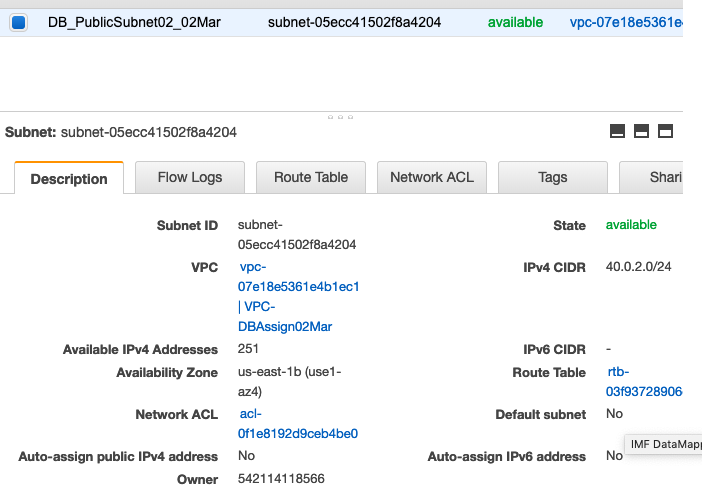 DB_PublicSubnet02_02Mar subnet-05ecc41502f8a4204 available vpc-07e18e5361e
Subnet: subnet-05ecc41502f8a4204
Description Flow Logs Route Table Network ACL Tags Shari
Subnet ID subnet-05ecc41502f8a4204 State available
VPC vpc-07e18e5361e4b1ec1 | VPC-DBAssign02Mar IPv4 CIDR 40.0.2.0/24
Available IPv4 Addresses 251 IPv6 CIDR -
Availability Zone us-east-1b (use1-az4) Route Table rtb-03f93728906
Network ACL acl-0f1e8192d9ceb4be0 Default subnet No
Auto-assign public IPv4 address No Auto-assign IPv6 address No
IMF DataMapp
Owner 542114118566